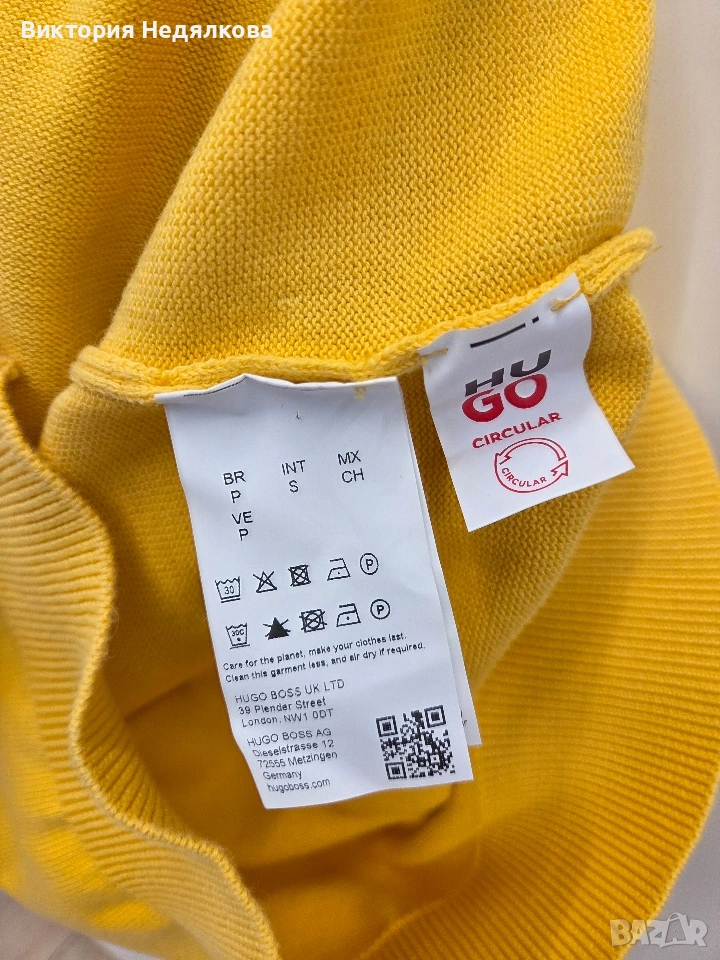 Виктория Недялкова
HU
GO
CIRCULAR
CIRCULAR
BR
P
INT
S
MX
CH
VE
P
30
P
30C
P
Care for the planet, make your clothes last.
Clean this garment less, and air dry if required.
HUGO BOSS UK LTD
39 Plender Street
London, NW1 0DT
HUGO BOSS AG
Dieselstrasse 12
72555 Metzingen
Germany
hugoboss.com
BAZAR